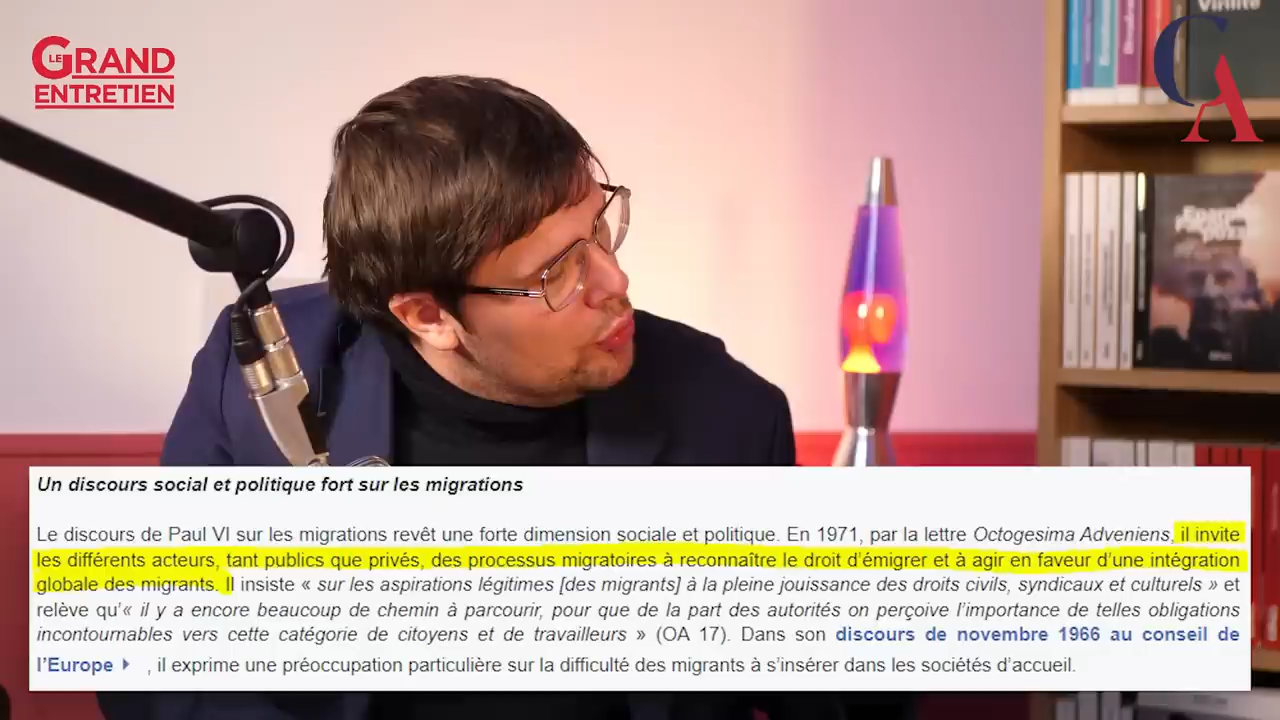 LE GRAND
ENTRETIEN
CA
Virilité
Un discours social et politique fort sur les migrations
Le discours de Paul VI sur les migrations revêt une forte dimension sociale et politique. En 1971, par la lettre Octogesima Adveniens, il invite
les différents acteurs, tant publics que privés, des processus migratoires à reconnaître le droit d’émigrer et à agir en faveur d’une intégration
globale des migrants. Il insiste « sur les aspirations légitimes [des migrants] à la pleine jouissance des droits civils, syndicaux et culturels » et
relève qu’« il y a encore beaucoup de chemin à parcourir, pour que de la part des autorités on perçoive l’importance de telles obligations
incontournables vers cette catégorie de citoyens et de travailleurs » (OA 17). Dans son discours de novembre 1966 au conseil de
l’Europe , il exprime une préoccupation particulière sur la difficulté des migrants à s’insérer dans les sociétés d’accueil.